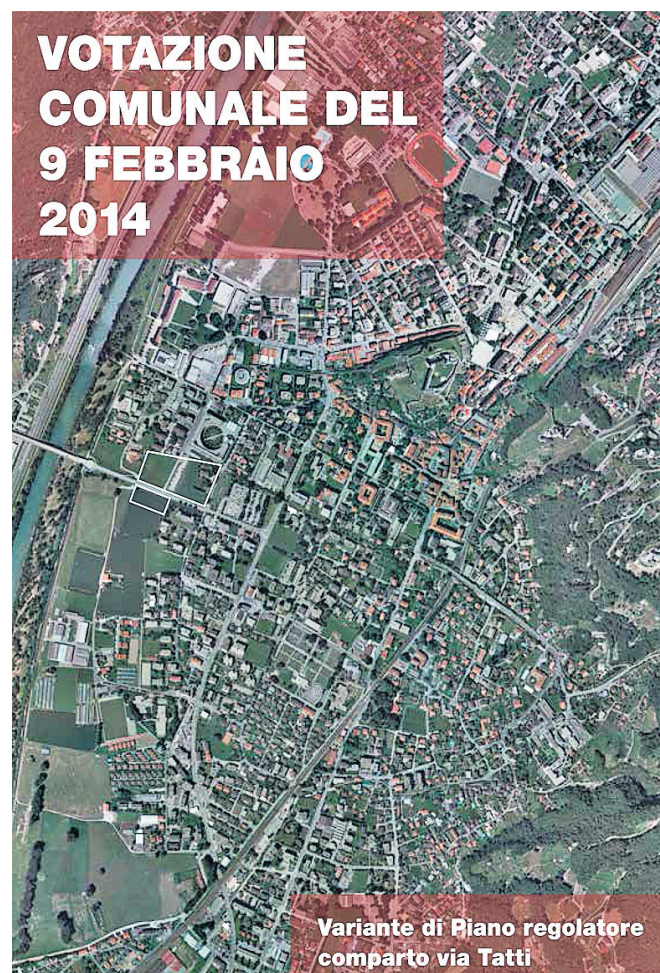 VOTAZIONE
COMUNALE DEL
9 FEBBRAIO
2014
Variante di Piano regolatore
comparto via Tatti